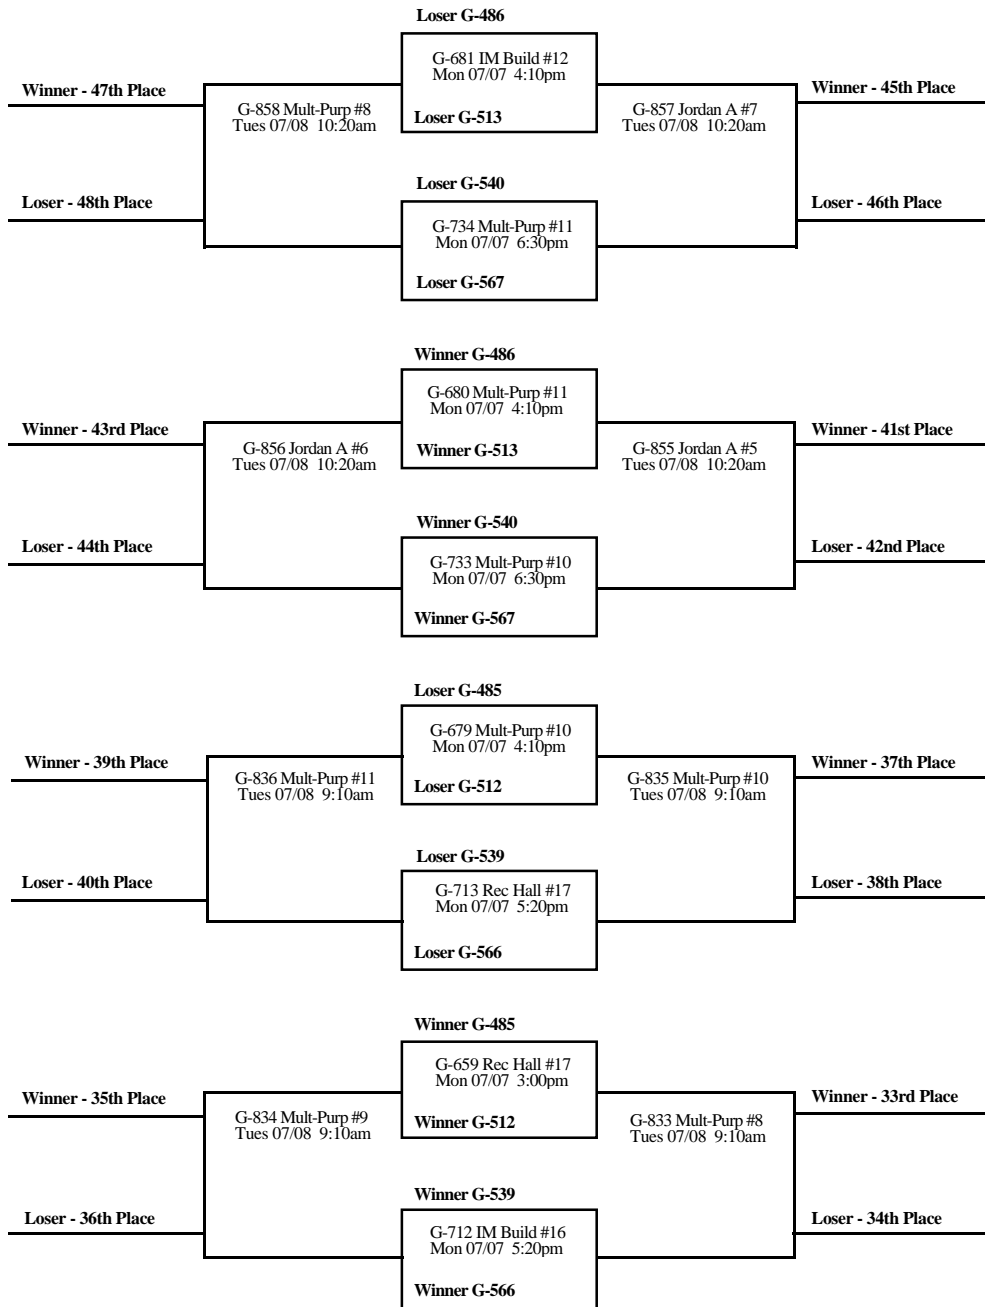 Loser G-486
G-681 IM Build #12
Mon 07/07  4:10pm
Winner - 47th Place
Winner - 45th Place
G-858 Mult-Purp #8
Tues 07/08  10:20am
Loser G-513
G-857 Jordan A #7
Tues 07/08  10:20am
Loser G-540
Loser - 48th Place
Loser - 46th Place
G-734 Mult-Purp #11
Mon 07/07  6:30pm
Loser G-567
Winner G-486
G-680 Mult-Purp #11
Mon 07/07  4:10pm
Winner - 43rd Place
Winner - 41st Place
G-856 Jordan A #6
Tues 07/08  10:20am
Winner G-513
G-855 Jordan A #5
Tues 07/08  10:20am
Winner G-540
Loser - 44th Place
Loser - 42nd Place
G-733 Mult-Purp #10
Mon 07/07  6:30pm
Winner G-567
Loser G-485
G-679 Mult-Purp #10
Mon 07/07  4:10pm
Winner - 39th Place
Winner - 37th Place
G-836 Mult-Purp #11
Tues 07/08  9:10am
Loser G-512
G-835 Mult-Purp #10
Tues 07/08  9:10am
Loser G-539
Loser - 40th Place
Loser - 38th Place
G-713 Rec Hall #17
Mon 07/07  5:20pm
Loser G-566
Winner G-485
G-659 Rec Hall #17
Mon 07/07  3:00pm
Winner - 35th Place
Winner - 33rd Place
G-834 Mult-Purp #9
Tues 07/08  9:10am
Winner G-512
G-833 Mult-Purp #8
Tues 07/08  9:10am
Winner G-539
Loser - 36th Place
Loser - 34th Place
G-712 IM Build #16
Mon 07/07  5:20pm
Winner G-566